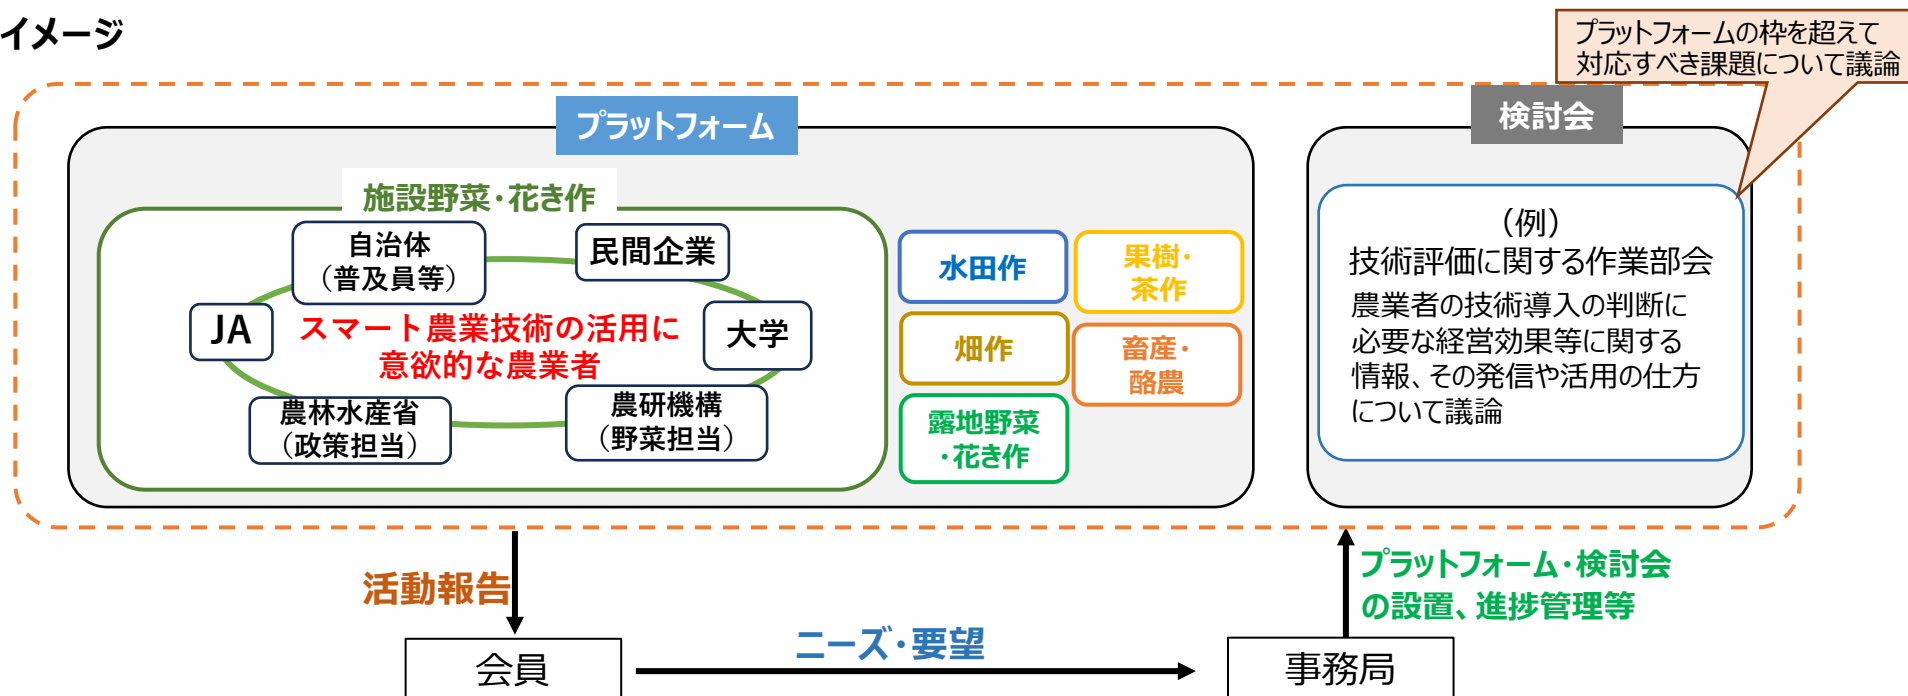 イメージ
プラットフォームの枠を超えて
対応すべき課題について議論
プラットフォーム
検討会
施設野菜・花き作
自治体
（普及員等）
民間企業
JA
スマート農業技術の活用に
意欲的な農業者
大学
農林水産省
（政策担当）
農研機構
（野菜担当）
水田作
果樹・
茶作
畑作
畜産・
酪農
露地野菜
・花き作
（例）
技術評価に関する作業部会
農業者の技術導入の判断に
必要な経営効果等に関する
情報、その発信や活用の仕方
について議論
活動報告
プラットフォーム・検討会
の設置、進捗管理等
ニーズ・要望
会員
事務局